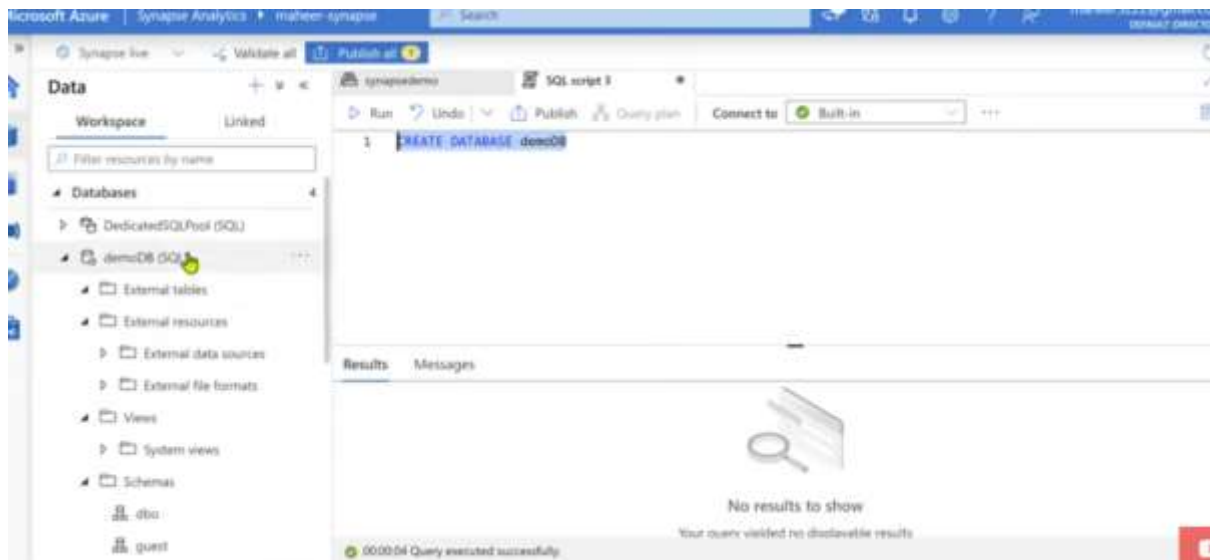 Microsoft Azure | Synapse Analytics ▸ maheer-synapse
Search
Synapse live
Validate all
Publish all 1
Data
Workspace
Linked
Filter resources by name
Databases 4
DedicatedSQLPool (SQL)
demoDB (SQL)
External tables
External resources
External data sources
External file formats
Views
System views
Schemas
dbo
guest
synapsedemo
SQL script 3
Run
Undo
Publish
Query plan
Connect to
Built-in
1 CREATE DATABASE demoDB
Results
Messages
No results to show
Your query yielded no displayable results
00:00:04 Query executed successfully.